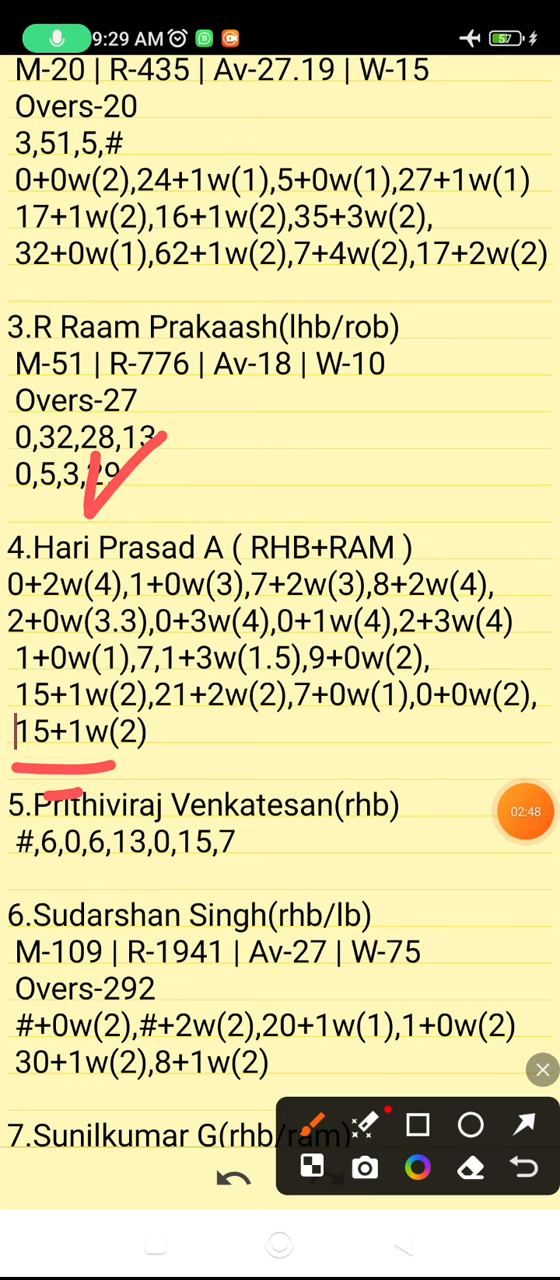 9:29 AM
57
M-20 | R-435 | Av-27.19 | W-15
Overs-20
3,51,5,#
0+0w(2),24+1w(1),5+0w(1),27+1w(1)
17+1w(2),16+1w(2),35+3w(2),
32+0w(1),62+1w(2),7+4w(2),17+2w(2)
3.R Raam Prakaash(lhb/rob)
M-51 | R-776 | Av-18 | W-10
Overs-27
0,32,28,13
0,5,3,29
4.Hari Prasad A ( RHB+RAM )
0+2w(4),1+0w(3),7+2w(3),8+2w(4),
2+0w(3.3),0+3w(4),0+1w(4),2+3w(4)
1+0w(1),7,1+3w(1.5),9+0w(2),
15+1w(2),21+2w(2),7+0w(1),0+0w(2),
15+1w(2)
5.Prithiviraj Venkatesan(rhb)
02:48
#,6,0,6,13,0,15,7
6.Sudarshan Singh(rhb/lb)
M-109 | R-1941 | Av-27 | W-75
Overs-292
#+0w(2),#+2w(2),20+1w(1),1+0w(2)
30+1w(2),8+1w(2)
7.Sunilkumar G(rhb/ram)